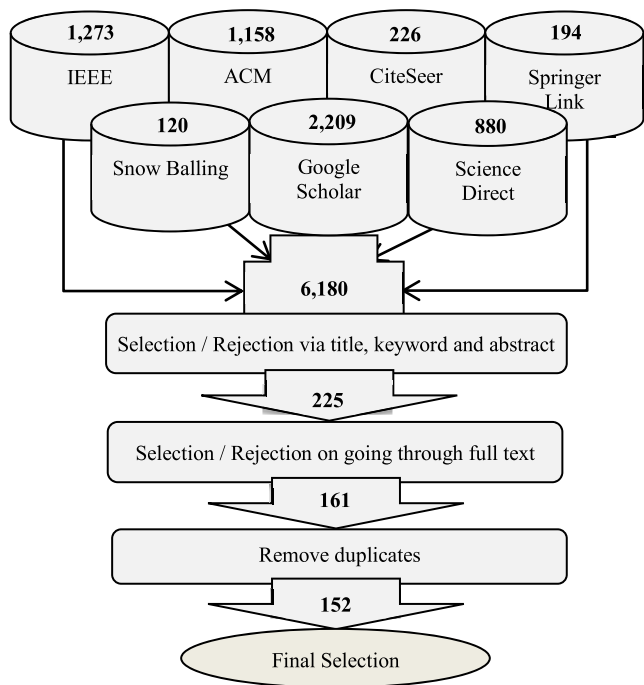 1,273
IEEE
1,158
ACM
226
CiteSeer
194
Springer
Link
120
Snow Balling
2,209
Google
Scholar
880
Science
Direct
6,180
Selection / Rejection via title, keyword and abstract
225
Selection / Rejection on going through full text
161
Remove duplicates
152
Final Selection